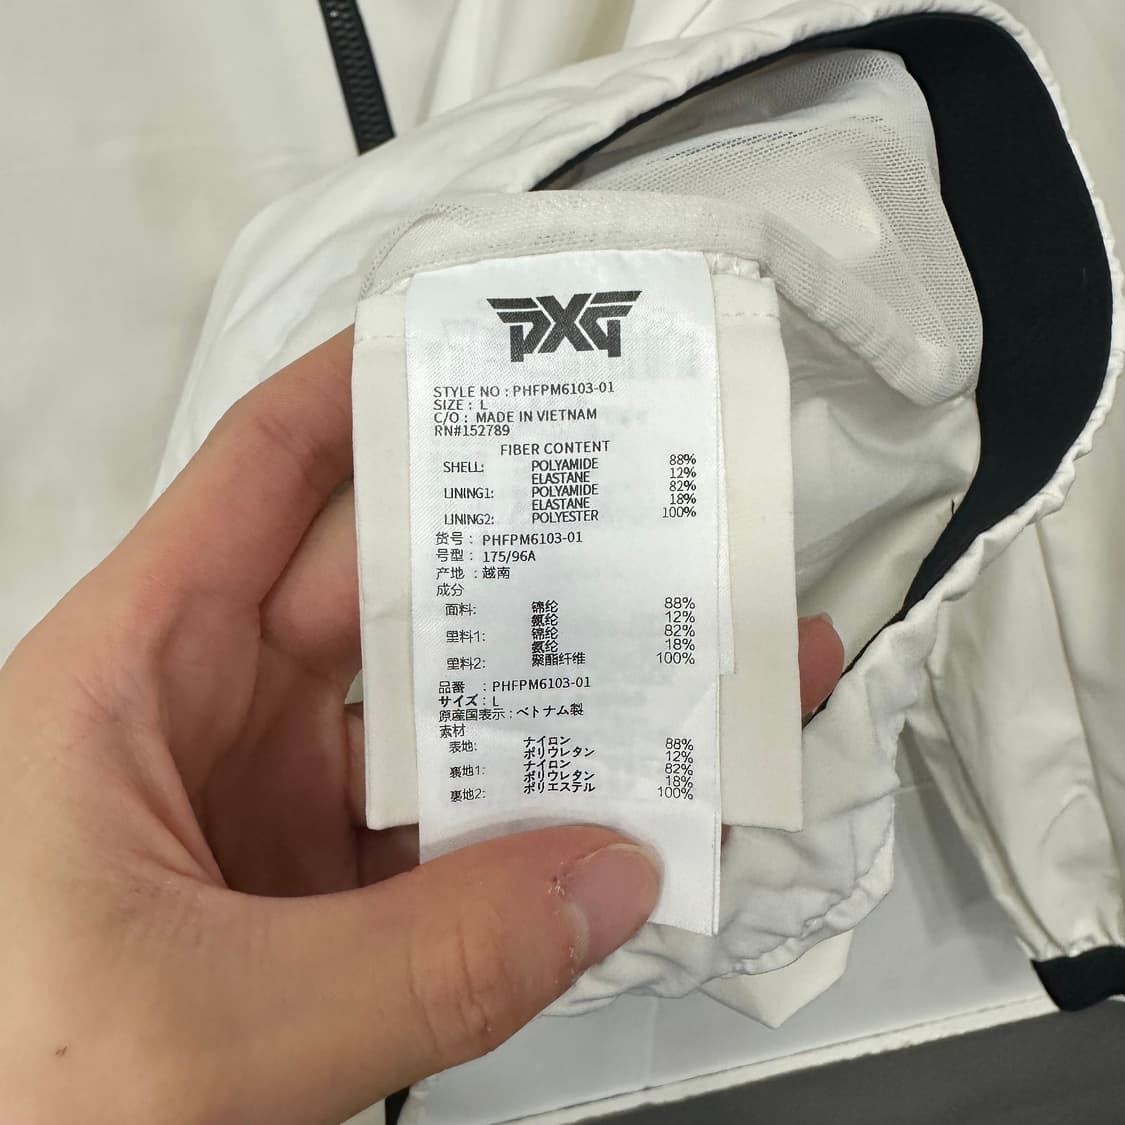 PXG
STYLE NO : PHFPM6103-01
SIZE : L
C/O : MADE IN VIETNAM
RN#152789
FIBER CONTENT
SHELL: POLYAMIDE 88%
ELASTANE 12%
LINING1: POLYAMIDE 82%
ELASTANE 18%
LINING2: POLYESTER 100%
货号 : PHFPM6103-01
号型 : 175/96A
产地 : 越南
成分
面料: 锦纶 88%
氨纶 12%
里料1: 锦纶 82%
氨纶 18%
里料2: 聚酯纤维 100%
品番 : PHFPM6103-01
サイズ : L
原産国表示 : ベトナム製
素材
表地: ナイロン 88%
ポリウレタン 12%
裏地1: ナイロン 82%
ポリウレタン 18%
裏地2: ポリエステル 100%